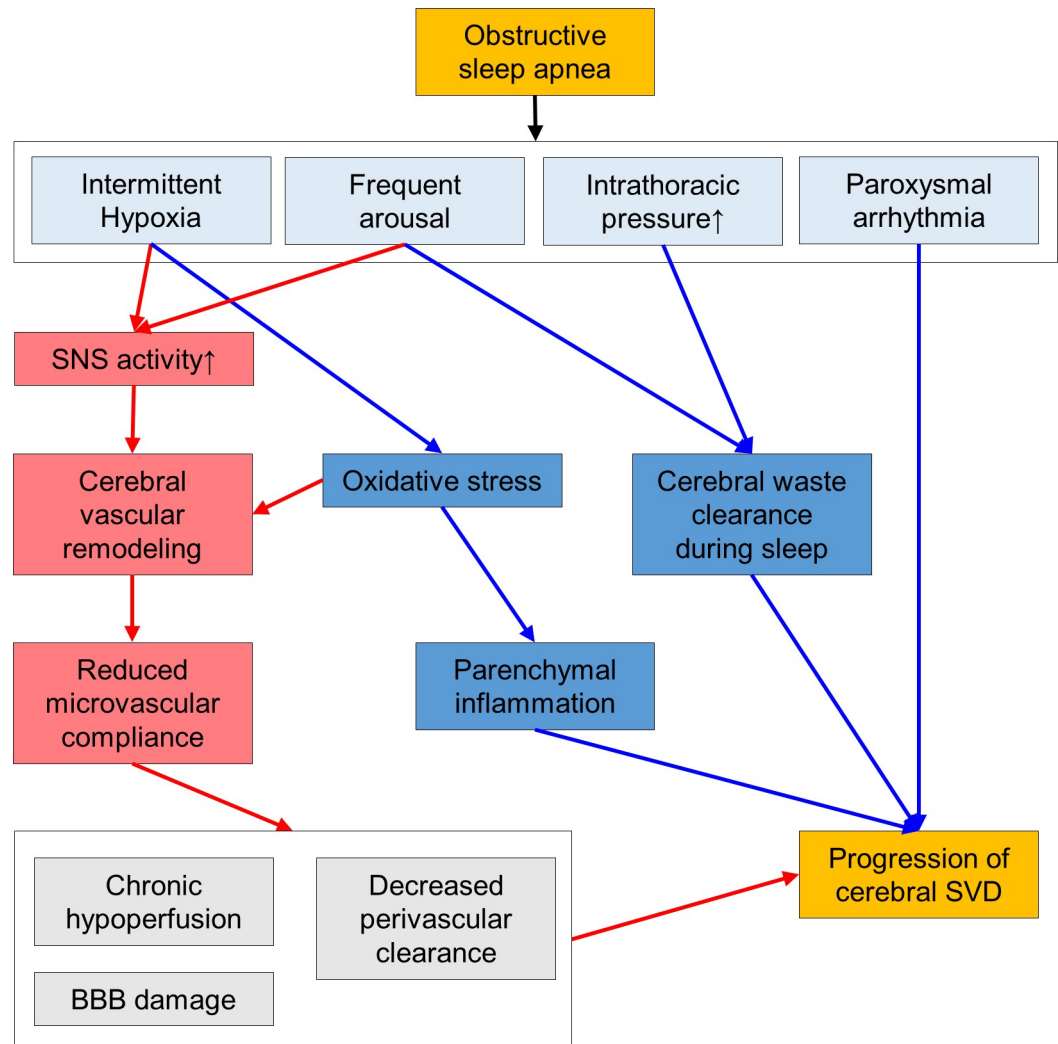 Obstructive
sleep apnea
Intermittent
Hypoxia
Frequent
arousal
Intrathoracic
pressure↑
Paroxysmal
arrhythmia
SNS activity↑
Cerebral
vascular
remodeling
Oxidative stress
Cerebral waste
clearance
during sleep
Reduced
microvascular
compliance
Parenchymal
inflammation
Chronic
hypoperfusion
Decreased
perivascular
clearance
BBB damage
Progression of
cerebral SVD